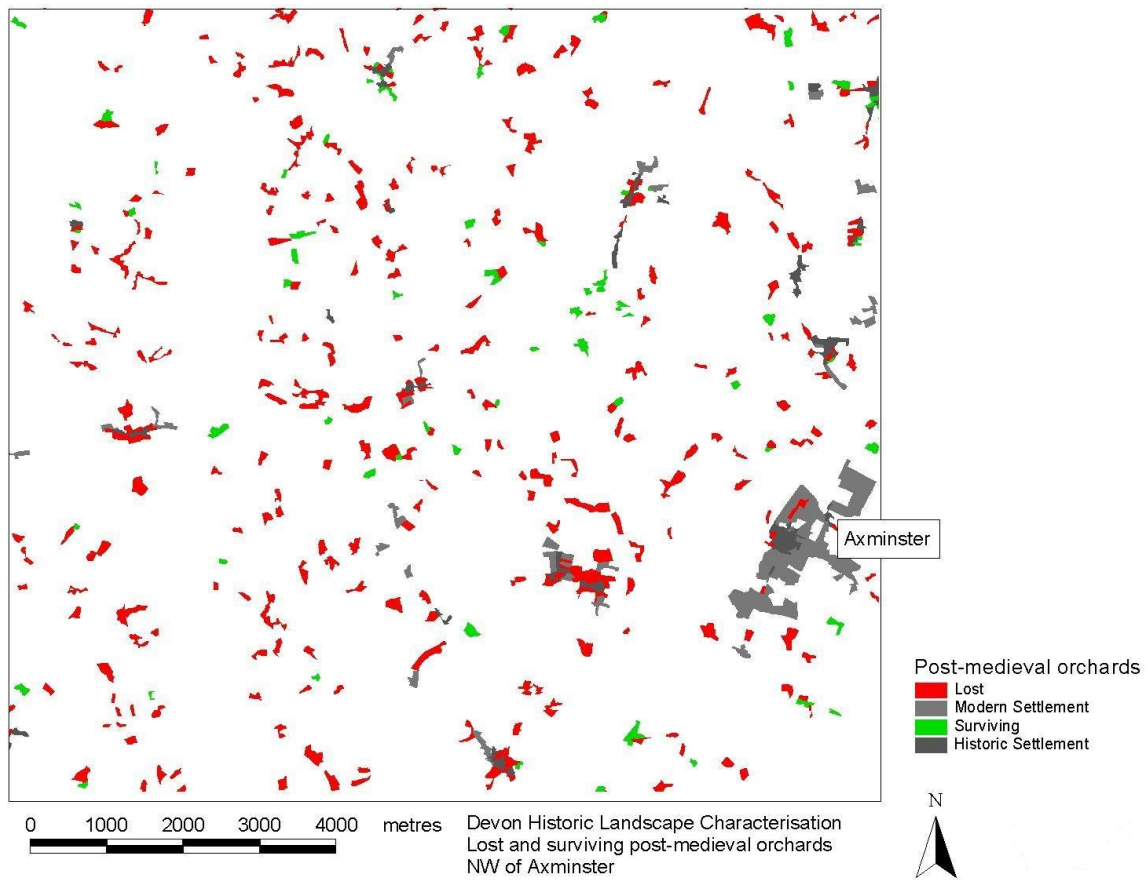 Axminster
Post-medieval orchards
Lost
Modern Settlement
Surviving
Historic Settlement
0 1000 2000 3000 4000 metres
Devon Historic Landscape Characterisation
Lost and surviving post-medieval orchards
NW of Axminster
N